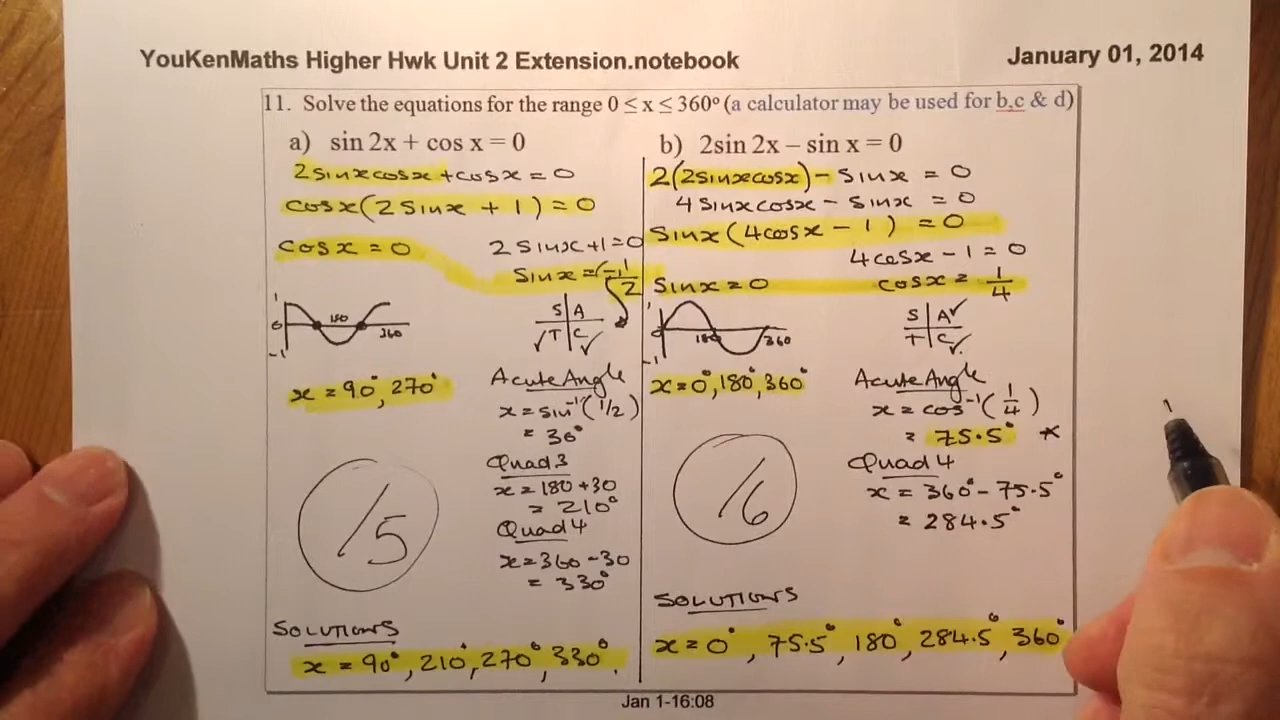 YouKenMaths Higher Hwk Unit 2 Extension.notebook
January 01, 2014
11. Solve the equations for the range 0 ≤ x ≤ 360° (a calculator may be used for b,c & d)
a) sin 2x + cos x = 0
2sinxcosx + cosx = 0
cosx(2sinx + 1) = 0
cosx = 0
2sinx+1=0
sinx = (-1/2
1
0
-1
180
360
S A
T C
x = 90°, 270°
Acute Angle
x = sin⁻¹(1/2)
= 30°
Quad 3
x = 180 + 30
= 210°
Quad 4
x = 360 - 30
= 330°
/5
SOLUTIONS
x = 90°, 210°, 270°, 330°.
b) 2sin 2x – sin x = 0
2(2sinxcosx) - sinx = 0
4sinxcosx - sinx = 0
sinx(4cosx - 1) = 0
4cosx - 1 = 0
sinx = 0
cosx = 1/4
1
-1
180
360
S A
T C
x = 0°, 180°, 360°
Acute Angle
x = cos⁻¹(1/4)
= 75.5°
Quad 4
x = 360° - 75.5°
= 284.5°
/6
SOLUTIONS
x = 0°, 75.5°, 180°, 284.5°, 360°
Jan 1-16:08